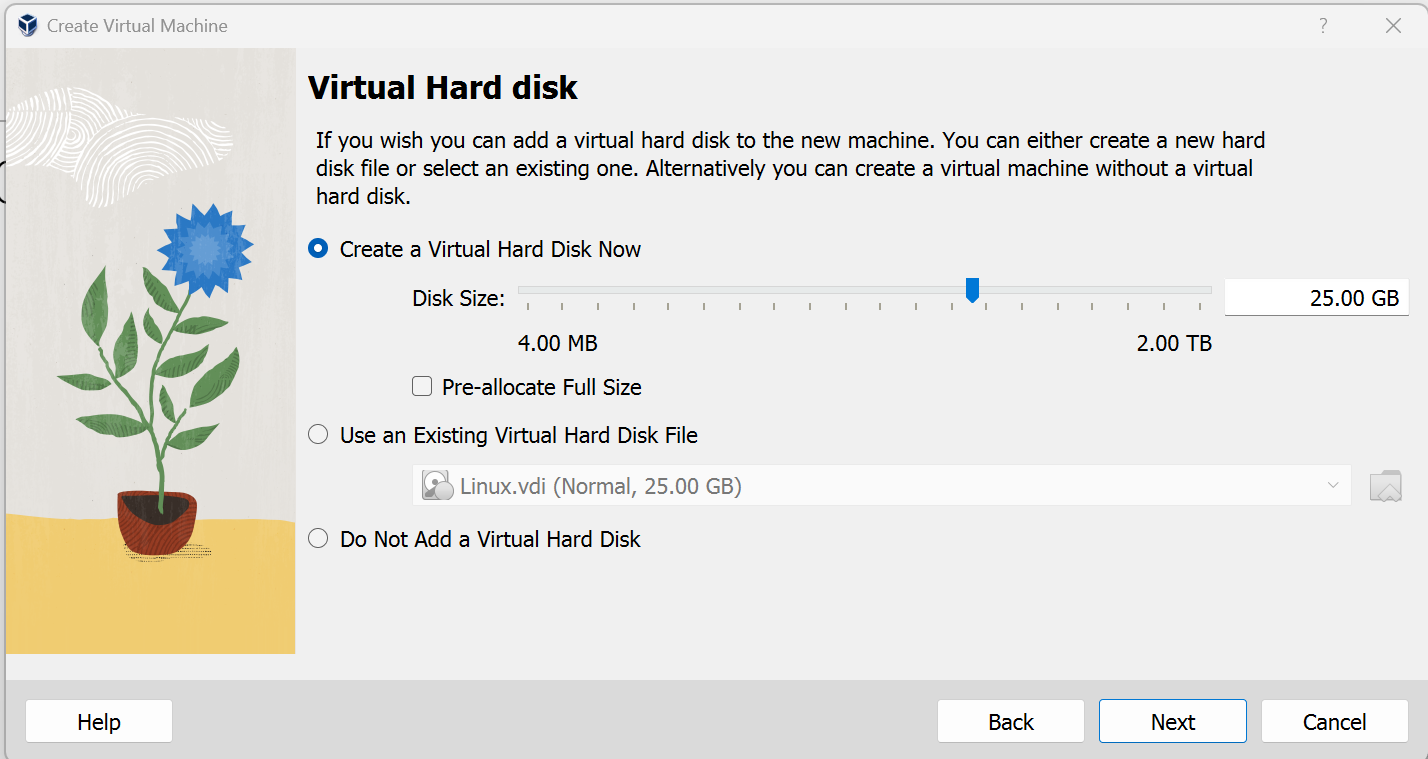 Create Virtual Machine
?
Virtual Hard disk
If you wish you can add a virtual hard disk to the new machine. You can either create a new hard
disk file or select an existing one. Alternatively you can create a virtual machine without a virtual
hard disk.
Create a Virtual Hard Disk Now
Disk Size:
25.00 GB
4.00 MB
2.00 TB
Pre-allocate Full Size
Use an Existing Virtual Hard Disk File
Linux.vdi (Normal, 25.00 GB)
Do Not Add a Virtual Hard Disk
Help
Back
Next
Cancel